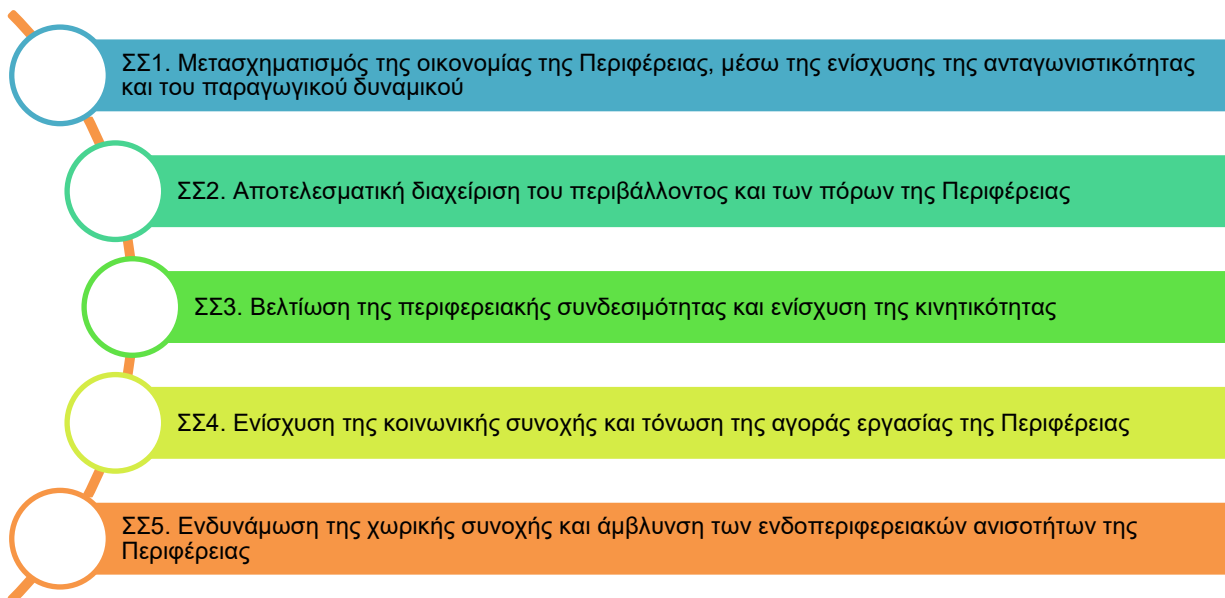 ΣΣ1. Μετασχηματισμός της οικονομίας της Περιφέρειας, μέσω της ενίσχυσης της ανταγωνιστικότητας
και του παραγωγικού δυναμικού
ΣΣ2. Αποτελεσματική διαχείριση του περιβάλλοντος και των πόρων της Περιφέρειας
ΣΣ3. Βελτίωση της περιφερειακής συνδεσιμότητας και ενίσχυση της κινητικότητας
ΣΣ4. Ενίσχυση της κοινωνικής συνοχής και τόνωση της αγοράς εργασίας της Περιφέρειας
ΣΣ5. Ενδυνάμωση της χωρικής συνοχής και άμβλυνση των ενδοπεριφερειακών ανισοτήτων της
Περιφέρειας